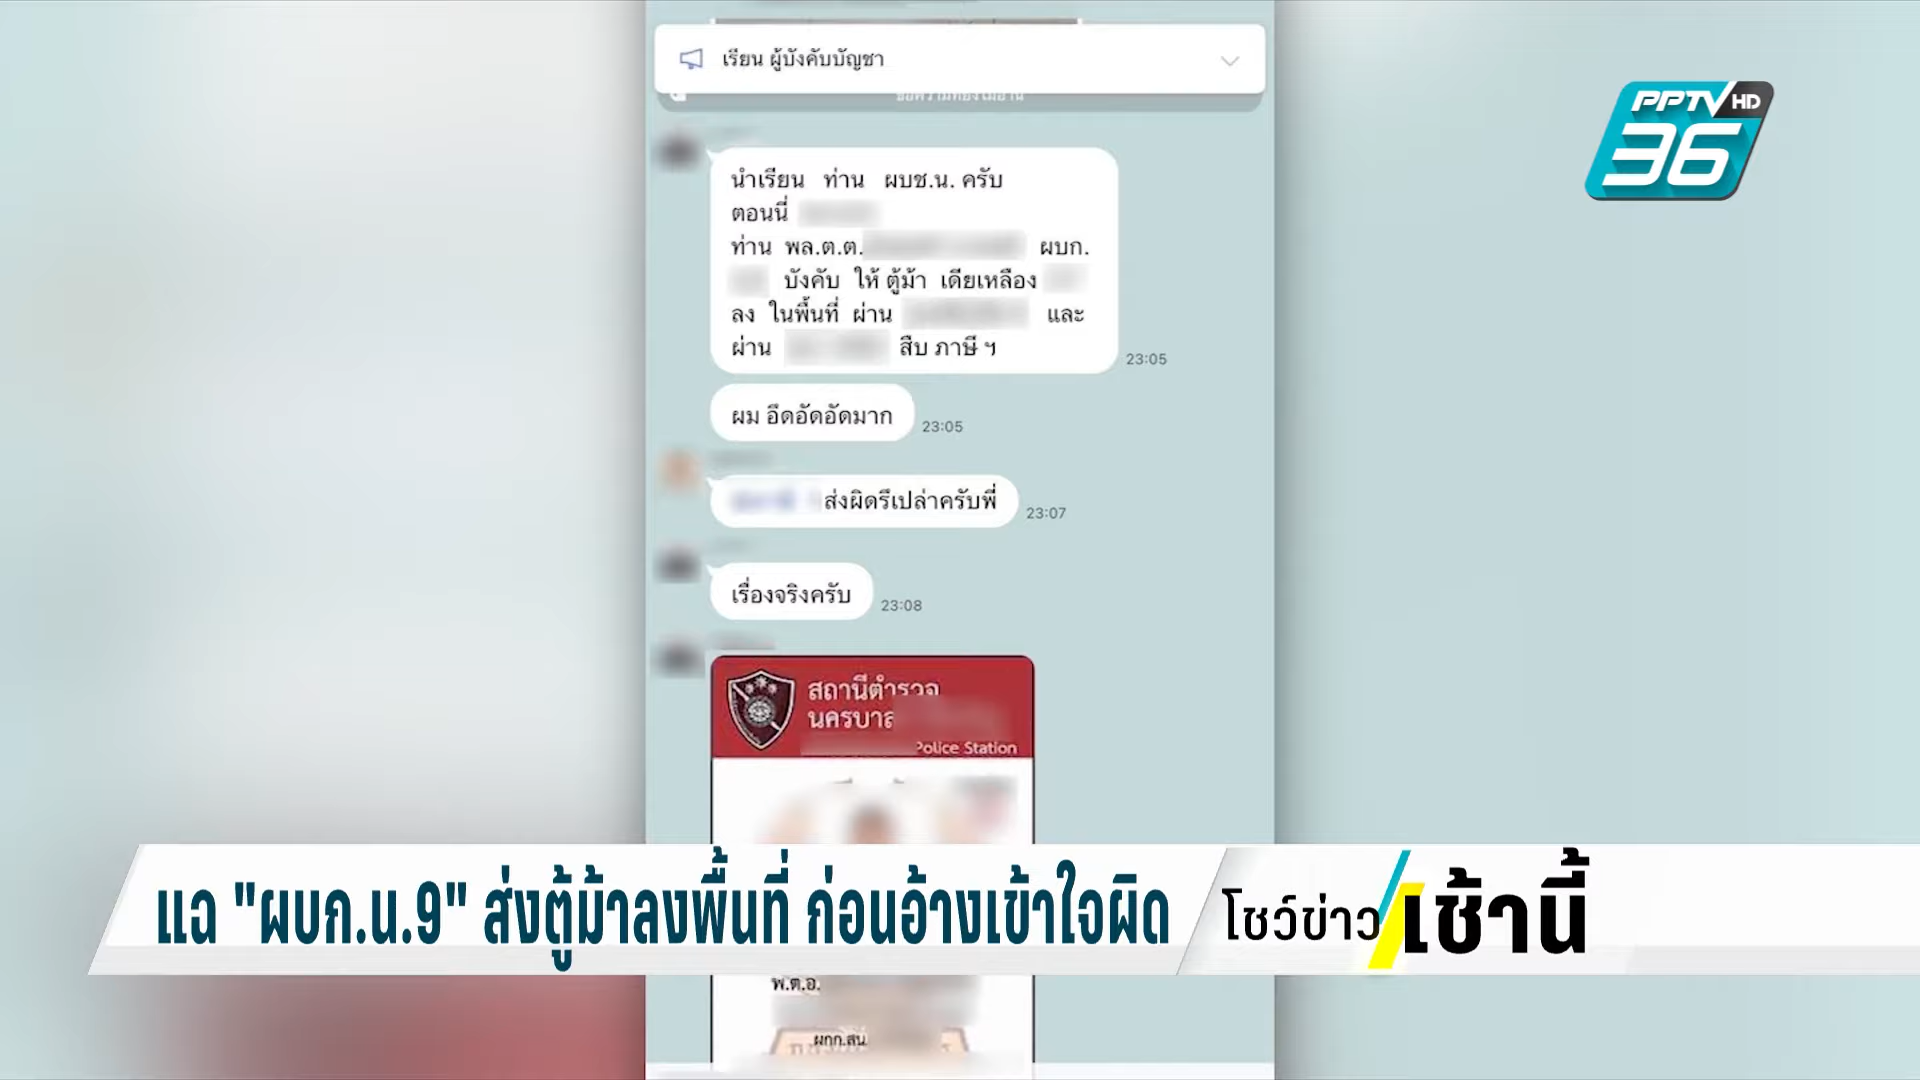 เรียน ผู้บังคับบัญชา
PPTV HD
36
นำเรียน ท่าน ผบช.น. ครับ
ตอนนี้
ท่าน พล.ต.ต. ผบก.
บังคับ ให้ ตู้ม้า เดียเหลือง
ลง ในพื้นที่ ผ่าน และ
ผ่าน สืบ ภาษี ฯ
23:05
ผม อึดอัดอัดมาก
23:05
ส่งผิดรึเปล่าครับพี่
23:07
เรื่องจริงครับ
23:08
สถานีตำรวจ
นครบาล
Police Station
แฉ "ผบก.น.9" ส่งตู้ม้าลงพื้นที่ ก่อนอ้างเข้าใจผิด
โชว์ข่าว เช้านี้
พ.ต.อ.
ผกก.สน.